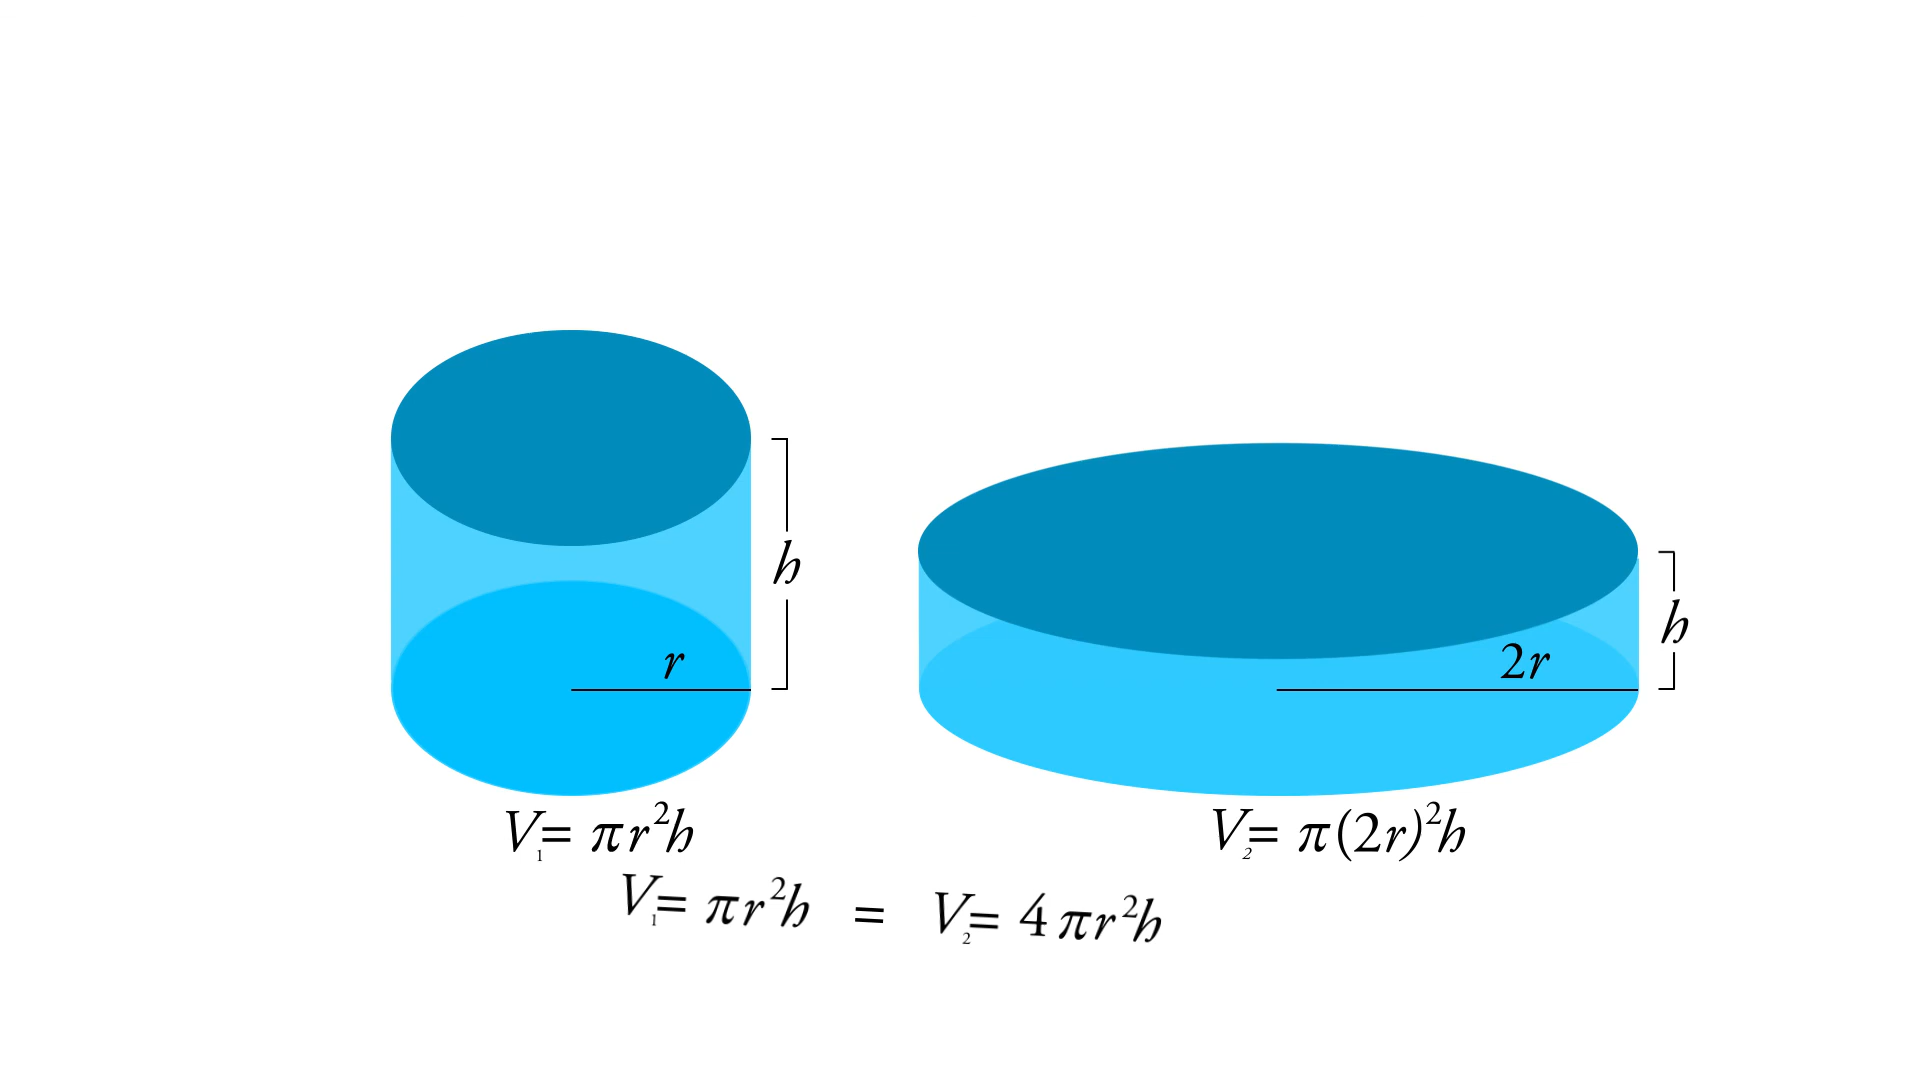 h
h
r
2r
V₁= πr²h
V₂= π(2r)²h
V₁= πr²h = V₂= 4πr²h